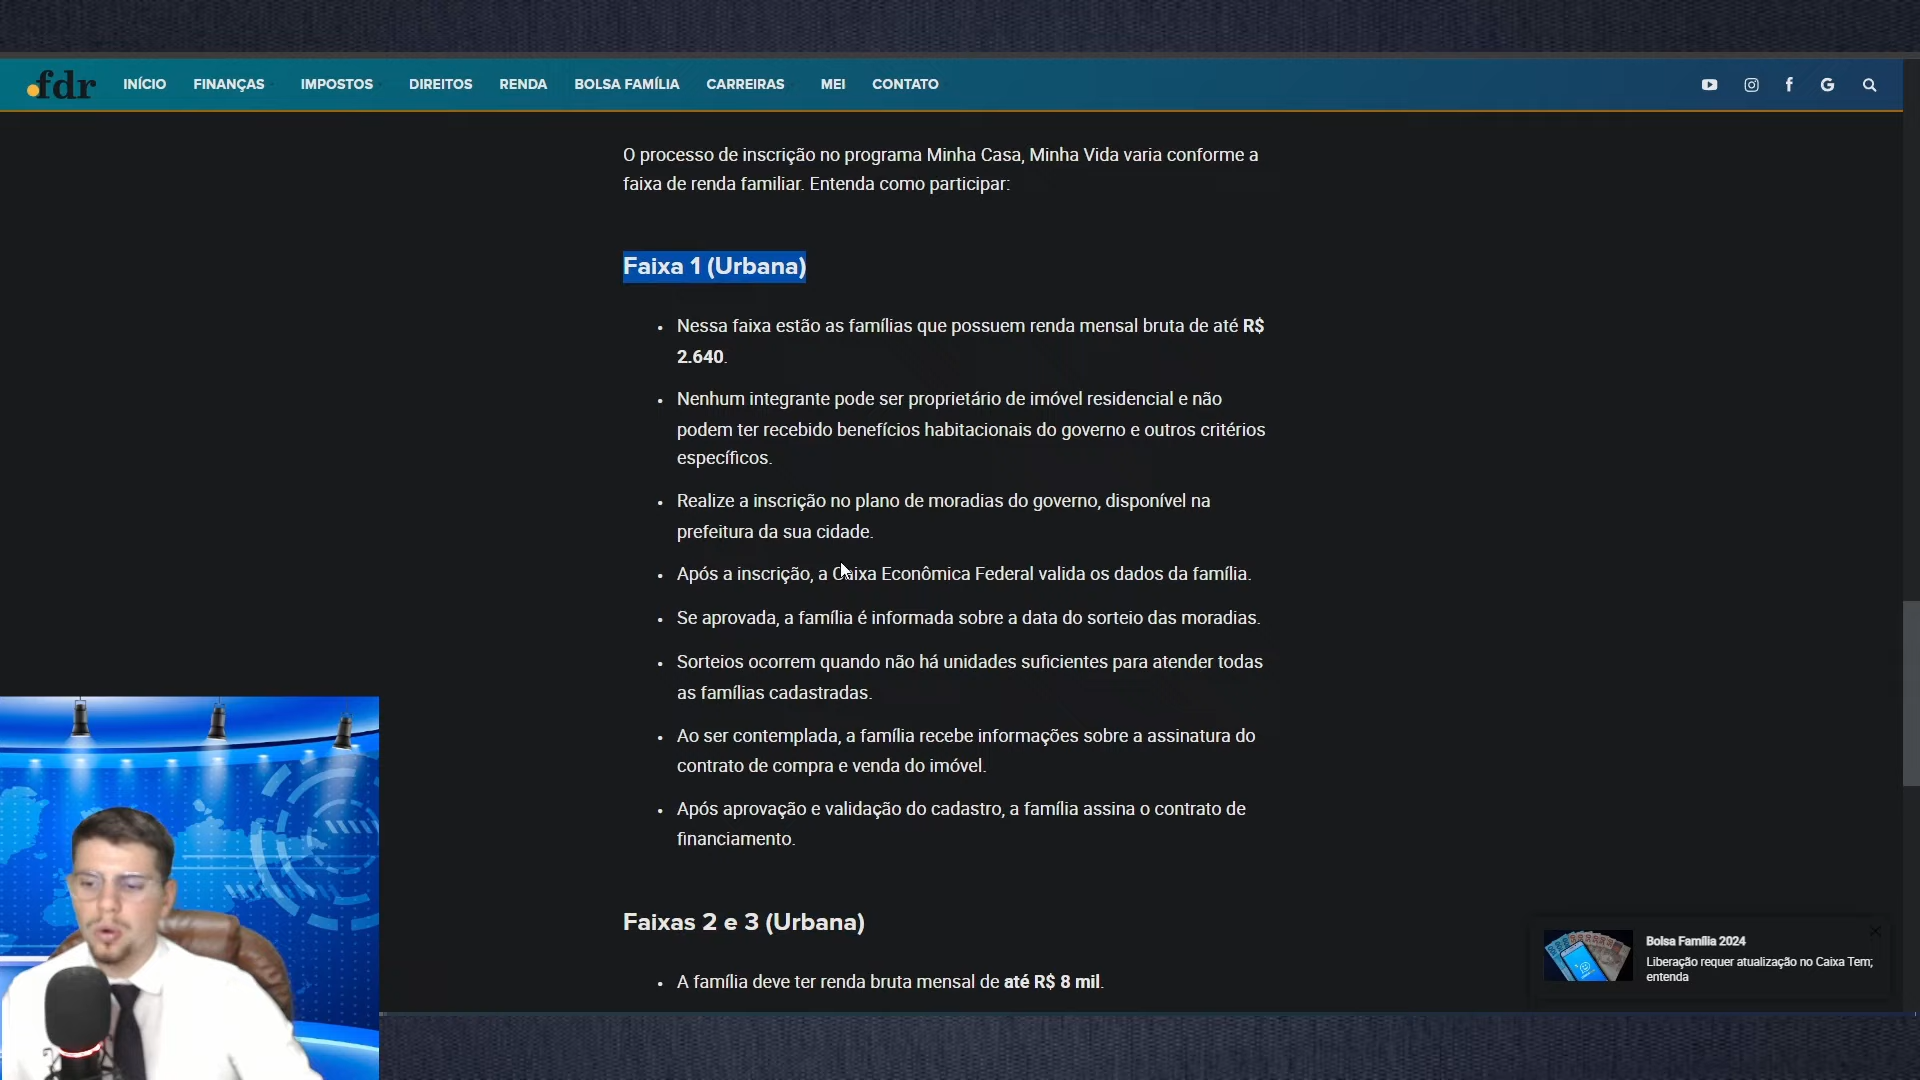 .fdr INÍCIO FINANÇAS IMPOSTOS DIREITOS RENDA BOLSA FAMÍLIA CARREIRAS MEI CONTATO
O processo de inscrição no programa Minha Casa, Minha Vida varia conforme a
faixa de renda familiar. Entenda como participar:
Faixa 1 (Urbana)
• Nessa faixa estão as famílias que possuem renda mensal bruta de até R$
2.640.
• Nenhum integrante pode ser proprietário de imóvel residencial e não
podem ter recebido benefícios habitacionais do governo e outros critérios
específicos.
• Realize a inscrição no plano de moradias do governo, disponível na
prefeitura da sua cidade.
• Após a inscrição, a Caixa Econômica Federal valida os dados da família.
• Se aprovada, a família é informada sobre a data do sorteio das moradias.
• Sorteios ocorrem quando não há unidades suficientes para atender todas
as famílias cadastradas.
• Ao ser contemplada, a família recebe informações sobre a assinatura do
contrato de compra e venda do imóvel.
• Após aprovação e validação do cadastro, a família assina o contrato de
financiamento.
Faixas 2 e 3 (Urbana)
• A família deve ter renda bruta mensal de até R$ 8 mil.
Bolsa Família 2024
Liberação requer atualização no Caixa Tem;
entenda